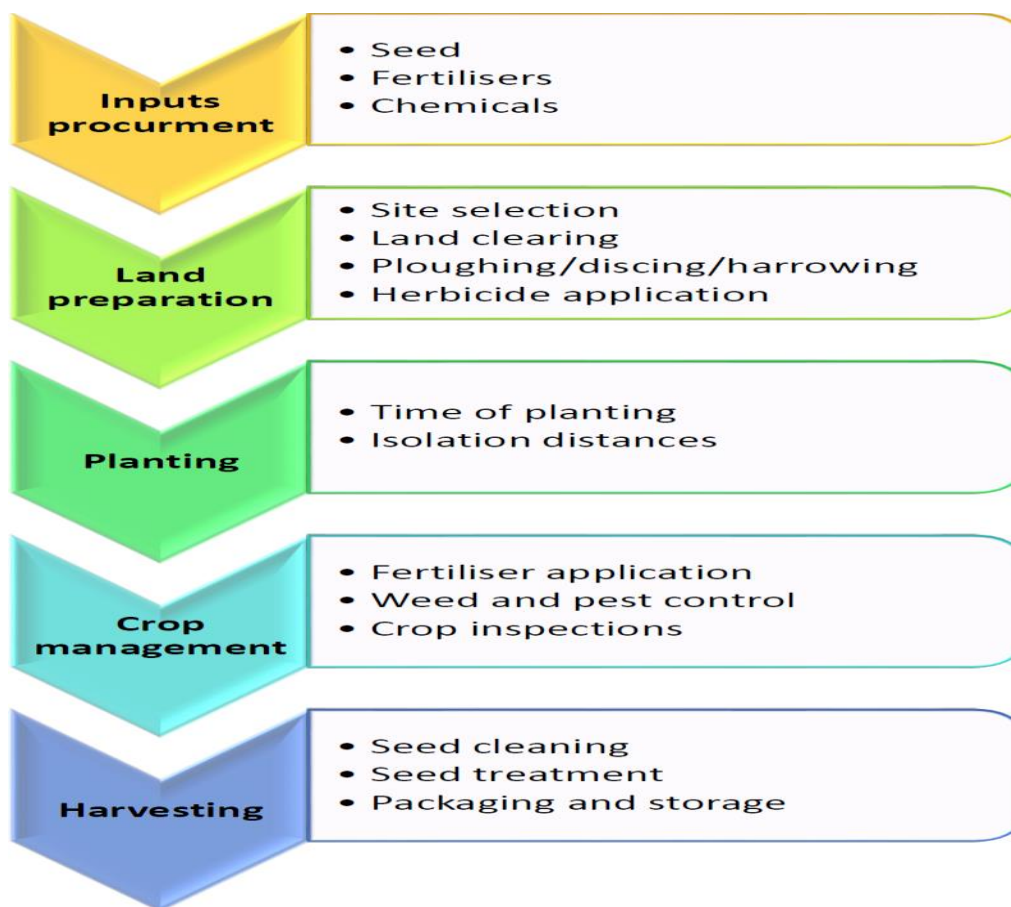 Inputs
procurment
• Seed
• Fertilisers
• Chemicals
Land
preparation
• Site selection
• Land clearing
• Ploughing/discing/harrowing
• Herbicide application
Planting
• Time of planting
• Isolation distances
Crop
management
• Fertiliser application
• Weed and pest control
• Crop inspections
Harvesting
• Seed cleaning
• Seed treatment
• Packaging and storage